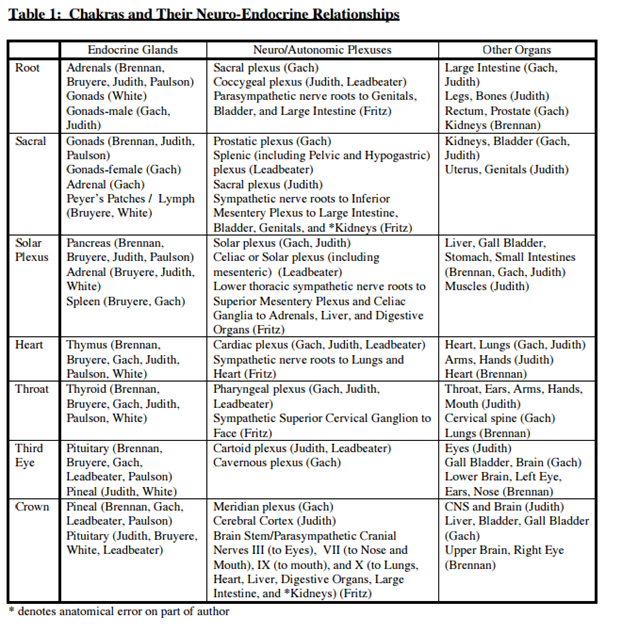 Table 1:  Chakras and Their Neuro-Endocrine Relationships
Endocrine Glands
Neuro/Autonomic Plexuses
Other Organs
Root
Adrenals (Brennan,
Bruyere, Judith, Paulson)
Gonads (White)
Gonads-male (Gach,
Judith)
Sacral plexus (Gach)
Coccygeal plexus (Judith, Leadbeater)
Parasympathetic nerve roots to Genitals,
Bladder, and Large Intestine (Fritz)
Large Intestine (Gach,
Judith)
Legs, Bones (Judith)
Rectum, Prostate (Gach)
Kidneys (Brennan)
Sacral
Gonads (Brennan, Judith,
Paulson)
Gonads-female (Gach)
Adrenal (Gach)
Peyer's Patches / Lymph
(Bruyere, White)
Prostatic plexus (Gach)
Splenic (including Pelvic and Hypogastric)
plexus (Leadbeater)
Sacral plexus (Judith)
Sympathetic nerve roots to Inferior
Mesentery Plexus to Large Intestine,
Bladder, Genitals, and *Kidneys (Fritz)
Kidneys, Bladder (Gach,
Judith)
Uterus, Genitals (Judith)
Solar
Plexus
Pancreas (Brennan,
Bruyere, Judith, Paulson)
Adrenal (Bruyere, Judith,
White)
Spleen (Bruyere, Gach)
Solar plexus (Gach, Judith)
Celiac or Solar plexus (including
mesenteric)  (Leadbeater)
Lower thoracic sympathetic nerve roots to
Superior Mesentery Plexus and Celiac
Ganglia to Adrenals, Liver, and Digestive
Organs (Fritz)
Liver, Gall Bladder,
Stomach, Small Intestines
(Brennan, Gach, Judith)
Muscles (Judith)
Heart
Thymus (Brennan,
Bruyere, Gach, Judith,
Paulson, White)
Cardiac plexus (Gach, Judith, Leadbeater)
Sympathetic nerve roots to Lungs and
Heart (Fritz)
Heart, Lungs (Gach, Judith)
Arms, Hands (Judith)
Heart (Brennan)
Throat
Thyroid (Brennan,
Bruyere, Gach, Judith,
Paulson, White)
Pharyngeal plexus (Gach, Judith,
Leadbeater)
Sympathetic Superior Cervical Ganglion to
Face (Fritz)
Throat, Ears, Arms, Hands,
Mouth (Judith)
Cervical spine (Gach)
Lungs (Brennan)
Third
Eye
Pituitary (Brennan,
Bruyere, Gach,
Leadbeater, Paulson)
Pineal (Judith, White)
Cartoid plexus (Judith, Leadbeater)
Cavernous plexus (Gach)
Eyes (Judith)
Gall Bladder, Brain (Gach)
Lower Brain, Left Eye,
Ears, Nose (Brennan)
Crown
Pineal (Brennan, Gach,
Leadbeater, Paulson)
Pituitary (Judith, Bruyere,
White, Leadbeater)
Meridian plexus (Gach)
Cerebral Cortex (Judith)
Brain Stem/Parasympathetic Cranial
Nerves III (to Eyes),  VII (to Nose and
Mouth), IX (to mouth), and X (to Lungs,
Heart, Liver, Digestive Organs, Large
Intestine, and *Kidneys) (Fritz)
CNS and Brain (Judith)
Liver, Bladder, Gall Bladder
(Gach)
Upper Brain, Right Eye
(Brennan)
* denotes anatomical error on part of author